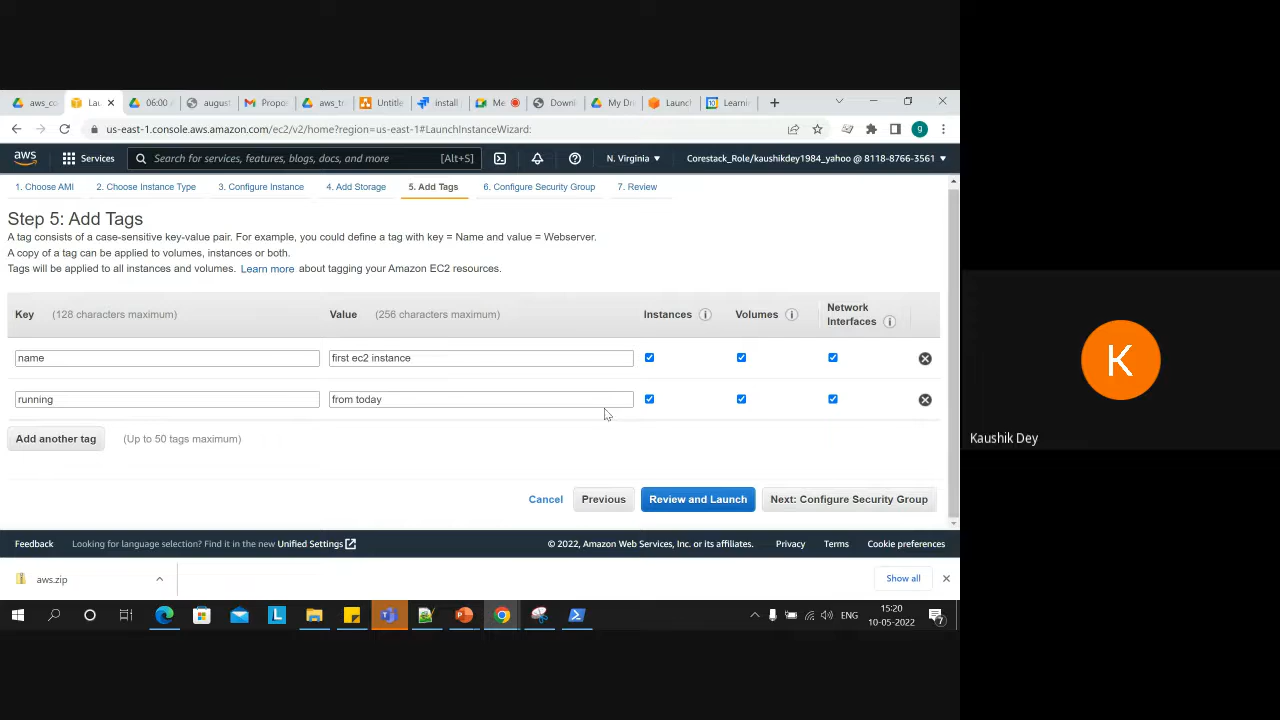 aws_co
Lau
06:00
august
Propos
aws_tr
Untitle
install
Me
Downl
My Dr
Launch
Learnin
us-east-1.console.aws.amazon.com/ec2/v2/home?region=us-east-1#LaunchInstanceWizard:
g
aws
Services
Search for services, features, blogs, docs, and more
[Alt+S]
N. Virginia
Corestack_Role/kaushikdey1984_yahoo @ 8118-8766-3561
1. Choose AMI
2. Choose Instance Type
3. Configure Instance
4. Add Storage
5. Add Tags
6. Configure Security Group
7. Review
Step 5: Add Tags
A tag consists of a case-sensitive key-value pair. For example, you could define a tag with key = Name and value = Webserver.
A copy of a tag can be applied to volumes, instances or both.
Tags will be applied to all instances and volumes. Learn more about tagging your Amazon EC2 resources.
Key (128 characters maximum)
Value (256 characters maximum)
Instances
Volumes
Network
Interfaces
name
first ec2 instance
running
from today
Add another tag
(Up to 50 tags maximum)
Cancel
Previous
Review and Launch
Next: Configure Security Group
K
Kaushik Dey
Feedback
Looking for language selection? Find it in the new Unified Settings
© 2022, Amazon Web Services, Inc. or its affiliates.
Privacy
Terms
Cookie preferences
aws.zip
Show all
L
ENG
15:20
10-05-2022
7